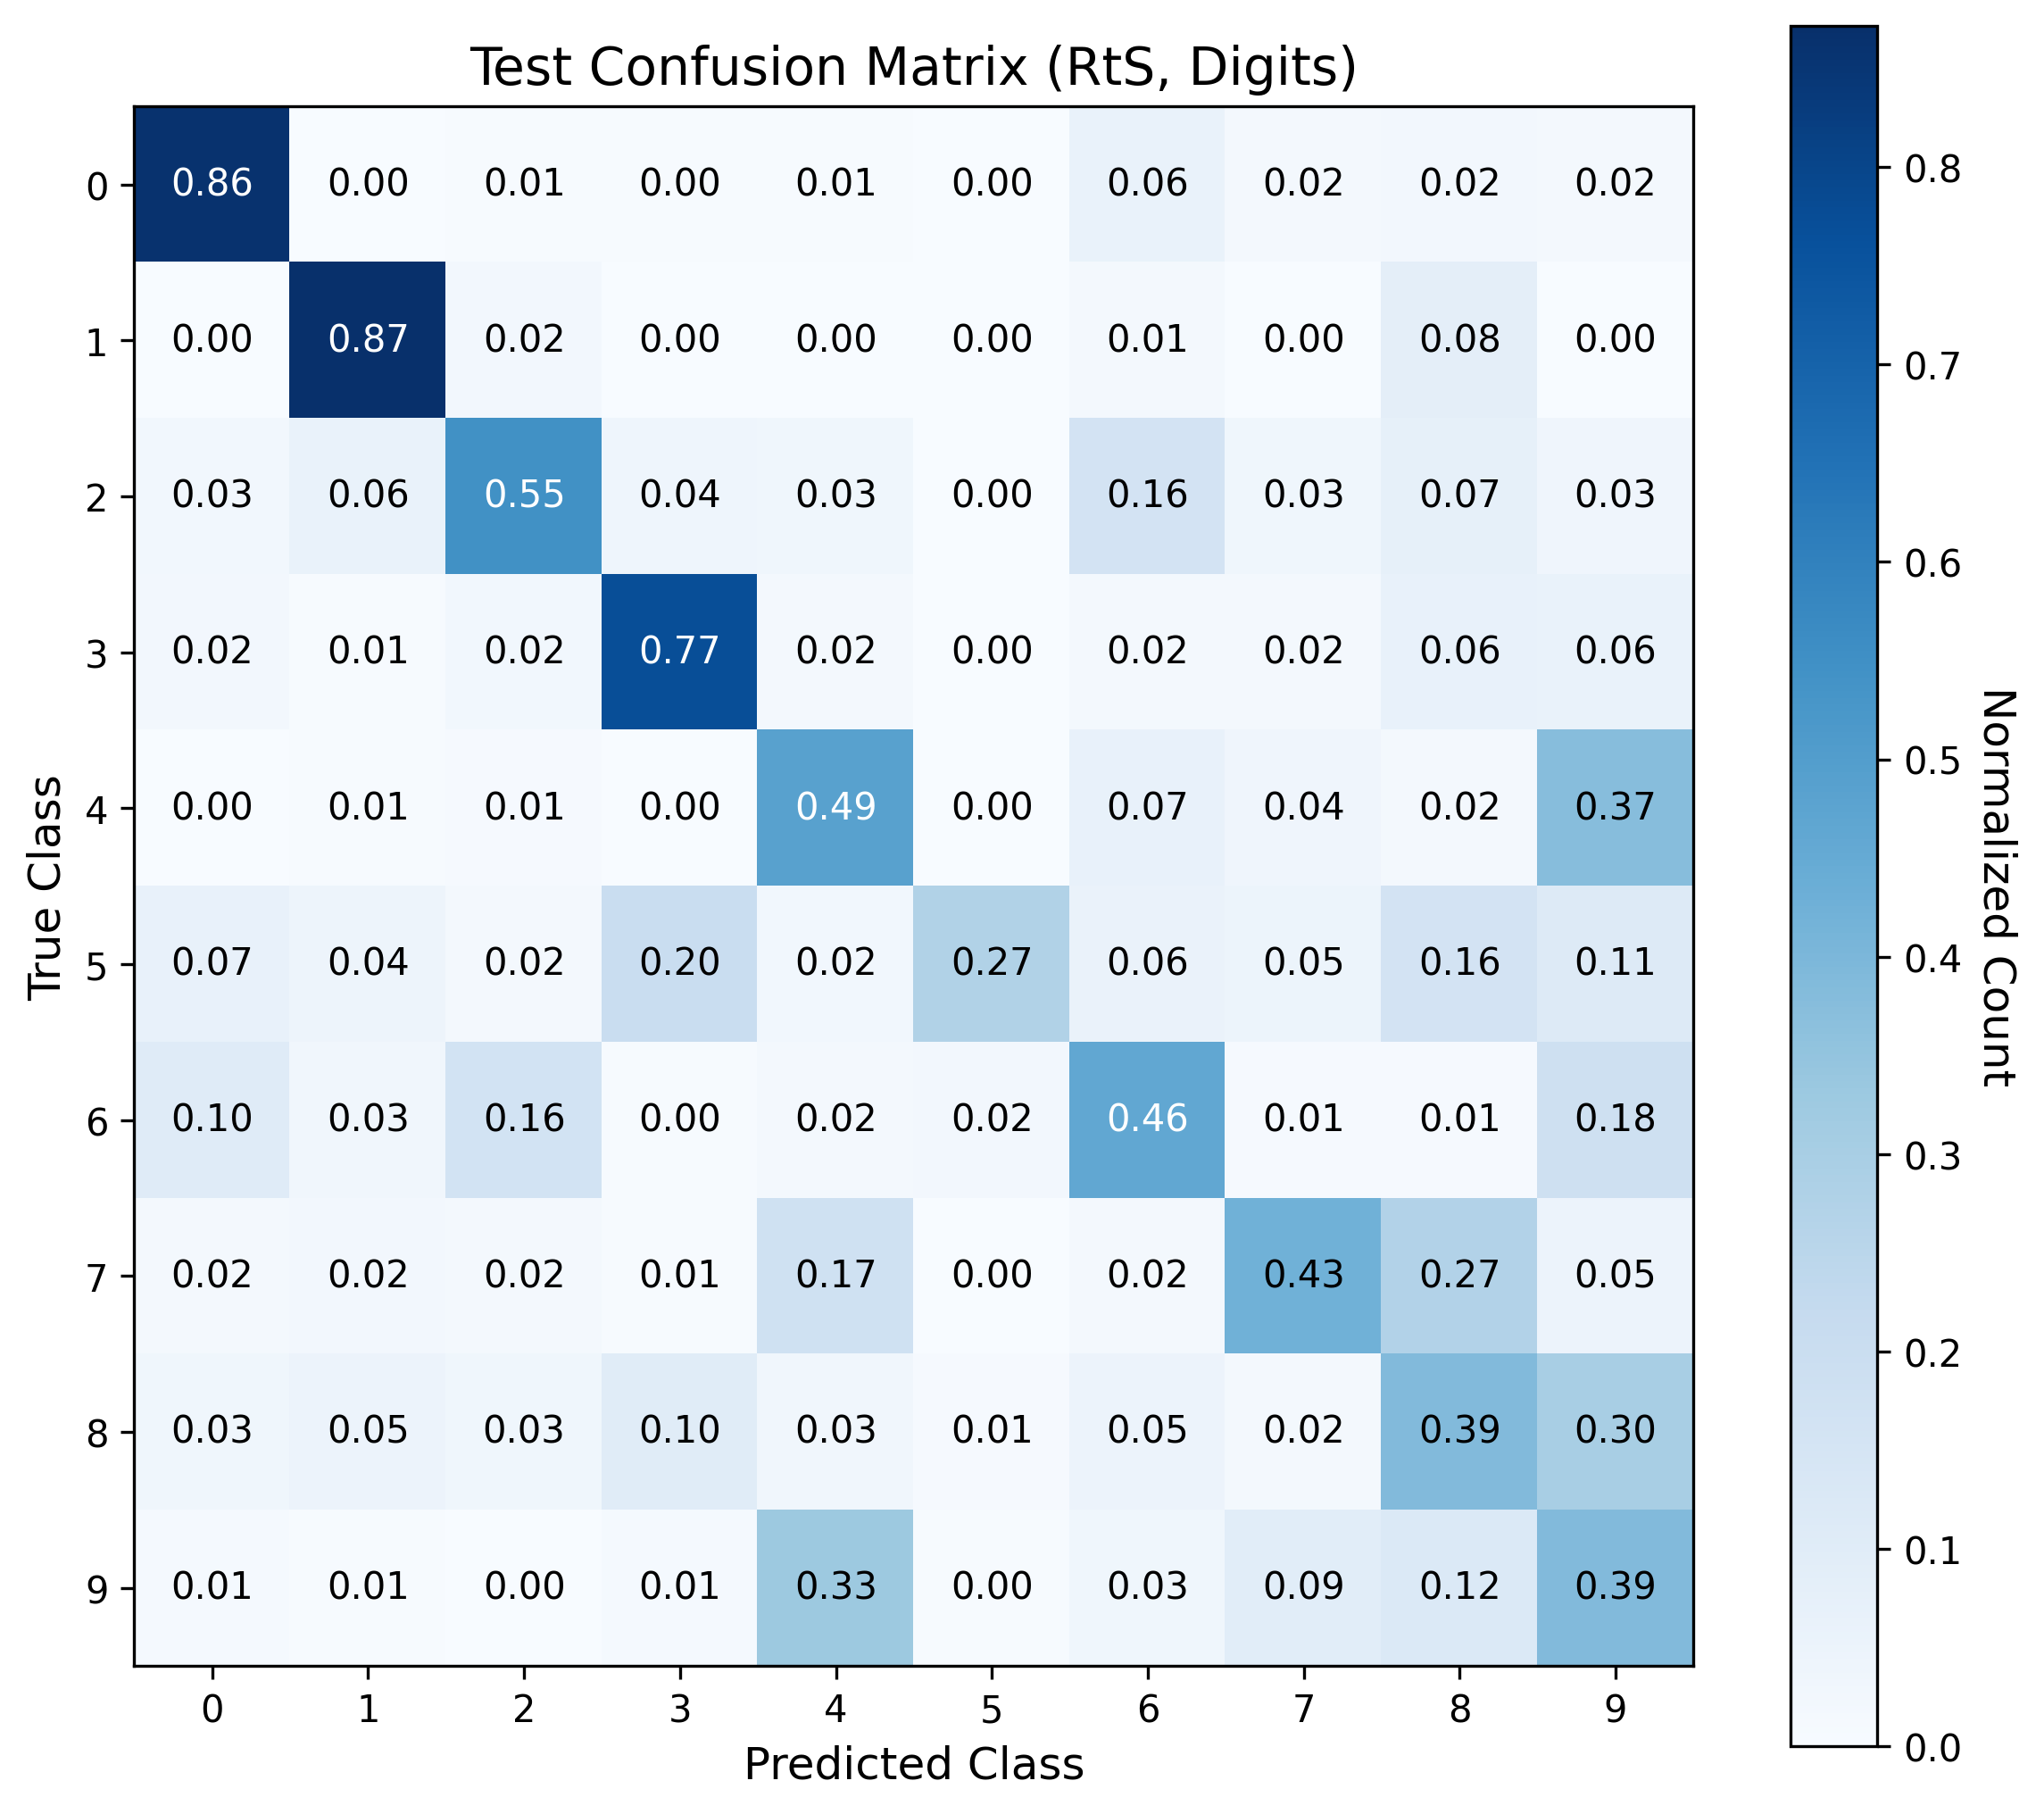 Test Confusion Matrix (RtS, Digits)
0 0.86 0.00 0.01 0.00 0.01 0.00 0.06 0.02 0.02 0.02
1 0.00 0.87 0.02 0.00 0.00 0.00 0.01 0.00 0.08 0.00
2 0.03 0.06 0.55 0.04 0.03 0.00 0.16 0.03 0.07 0.03
3 0.02 0.01 0.02 0.77 0.02 0.00 0.02 0.02 0.06 0.06
4 0.00 0.01 0.01 0.00 0.49 0.00 0.07 0.04 0.02 0.37
5 0.07 0.04 0.02 0.20 0.02 0.27 0.06 0.05 0.16 0.11
6 0.10 0.03 0.16 0.00 0.02 0.02 0.46 0.01 0.01 0.18
7 0.02 0.02 0.02 0.01 0.17 0.00 0.02 0.43 0.27 0.05
8 0.03 0.05 0.03 0.10 0.03 0.01 0.05 0.02 0.39 0.30
9 0.01 0.01 0.00 0.01 0.33 0.00 0.03 0.09 0.12 0.39
0 1 2 3 4 5 6 7 8 9
Predicted Class
True Class
0.8
0.7
0.6
0.5
0.4
0.3
0.2
0.1
0.0
Normalized Count